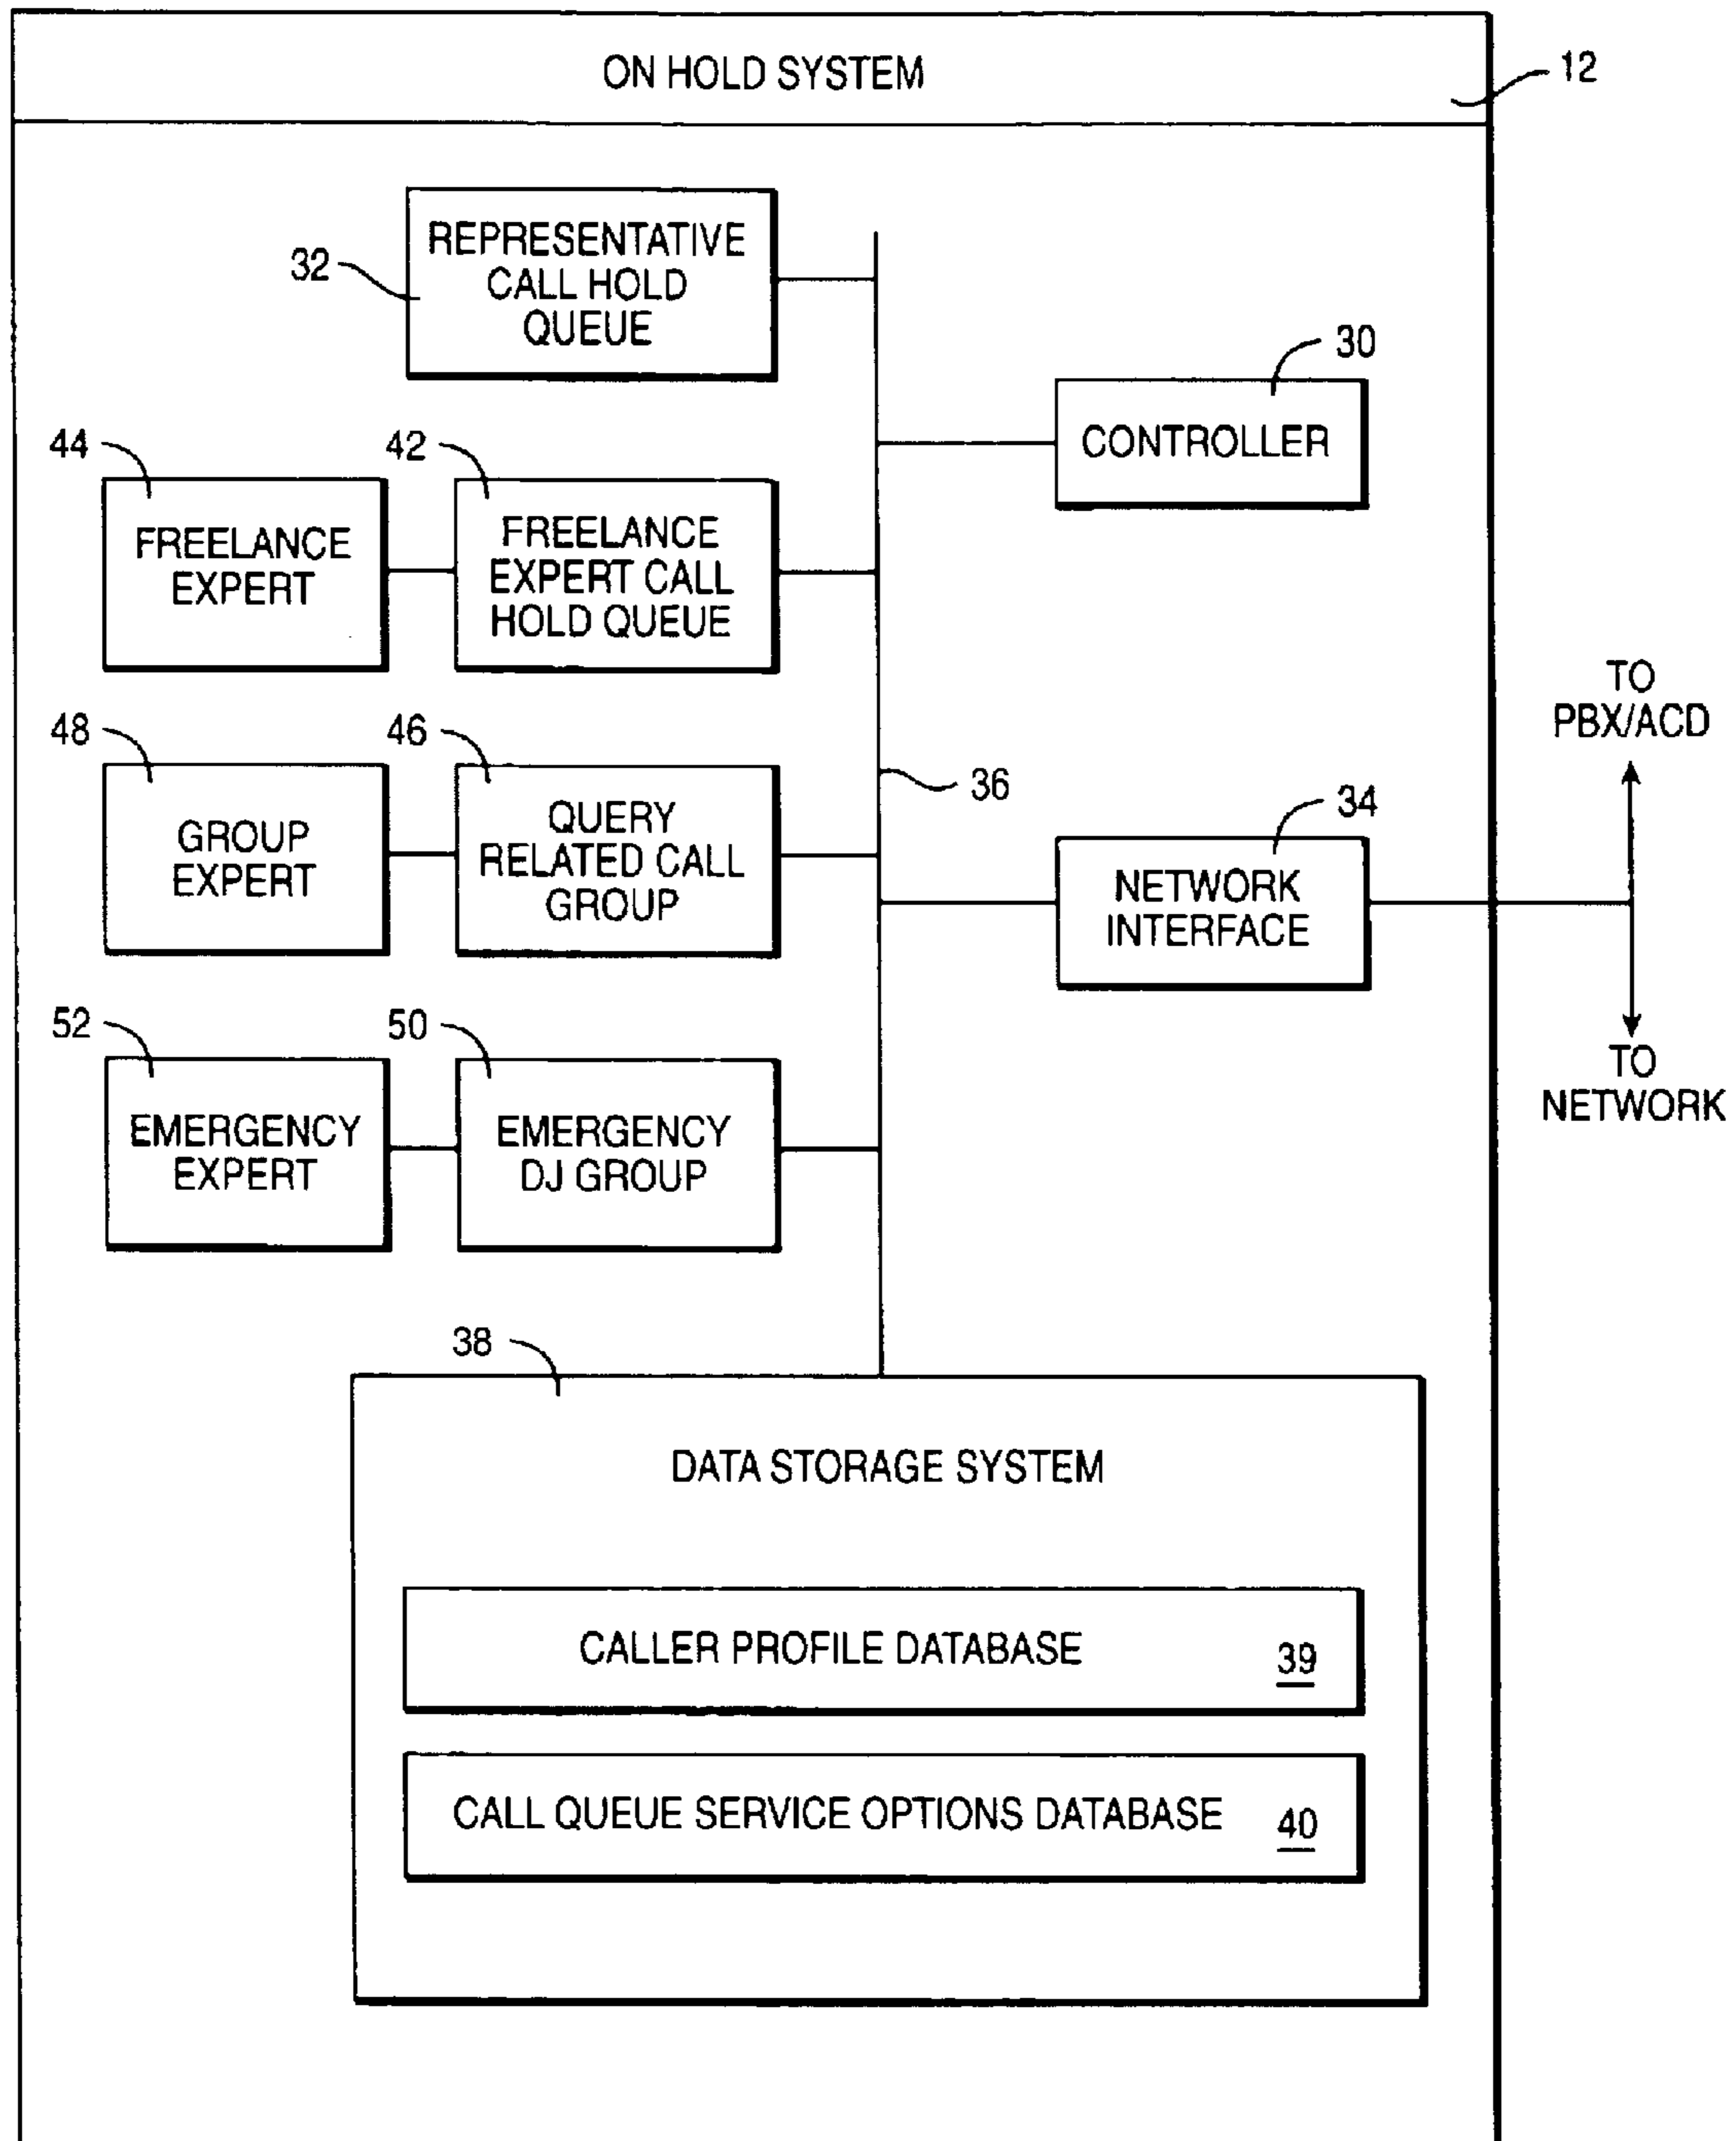 ON HOLD SYSTEM
12
32
REPRESENTATIVE
CALL HOLD
QUEUE
30
CONTROLLER
44
FREELANCE
EXPERT
42
FREELANCE
EXPERT CALL
HOLD QUEUE
TO
PBX/ACD
48
GROUP
EXPERT
46
QUERY
RELATED CALL
GROUP
36
34
NETWORK
INTERFACE
TO
NETWORK
52
EMERGENCY
EXPERT
50
EMERGENCY
DJ GROUP
38
DATA STORAGE SYSTEM
CALLER PROFILE DATABASE 39
CALL QUEUE SERVICE OPTIONS DATABASE 40